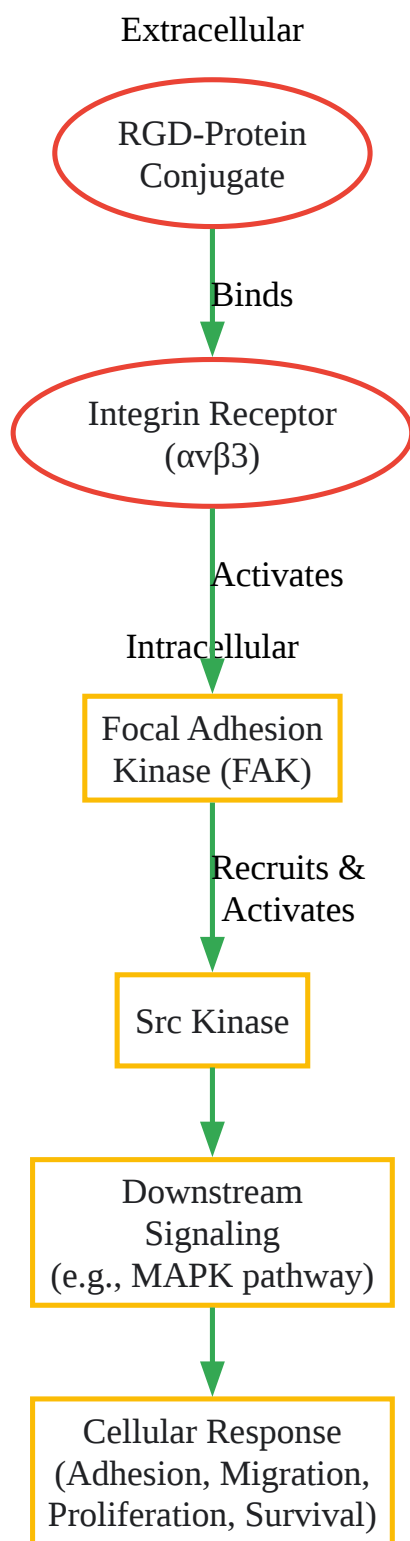 Extracellular
RGD-Protein
Conjugate
Binds
Integrin Receptor
(αvβ3)
Activates
Intracellular
Focal Adhesion
Kinase (FAK)
Recruits &
Activates
Src Kinase
Downstream
Signaling
(e.g., MAPK pathway)
Cellular Response
(Adhesion, Migration,
Proliferation, Survival)